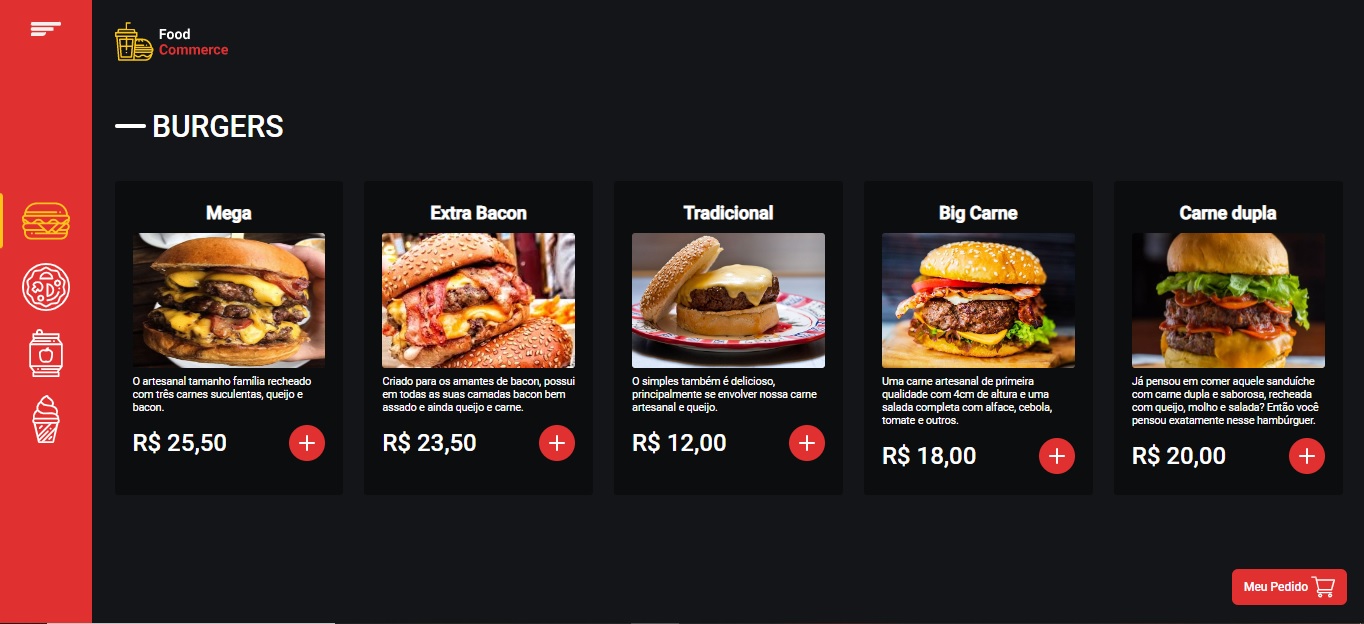 Food
Commerce
BURGERS
Mega
O artesanal tamanho família recheado
com três carnes suculentas, queijo e
bacon.
R$ 25,50
Extra Bacon
Criado para os amantes de bacon, possui
em todas as suas camadas bacon bem
assado e ainda queijo e carne.
R$ 23,50
Tradicional
O simples também é delicioso,
principalmente se envolver nossa carne
artesanal e queijo.
R$ 12,00
Big Carne
Uma carne artesanal de primeira
qualidade com 4cm de altura e uma
salada completa com alface, cebola,
tomate e outros.
R$ 18,00
Carne dupla
Já pensou em comer aquele sanduíche
com carne dupla e saborosa, recheada
com queijo, molho e salada? Então você
pensou exatamente nesse hambúrguer.
R$ 20,00
Meu Pedido